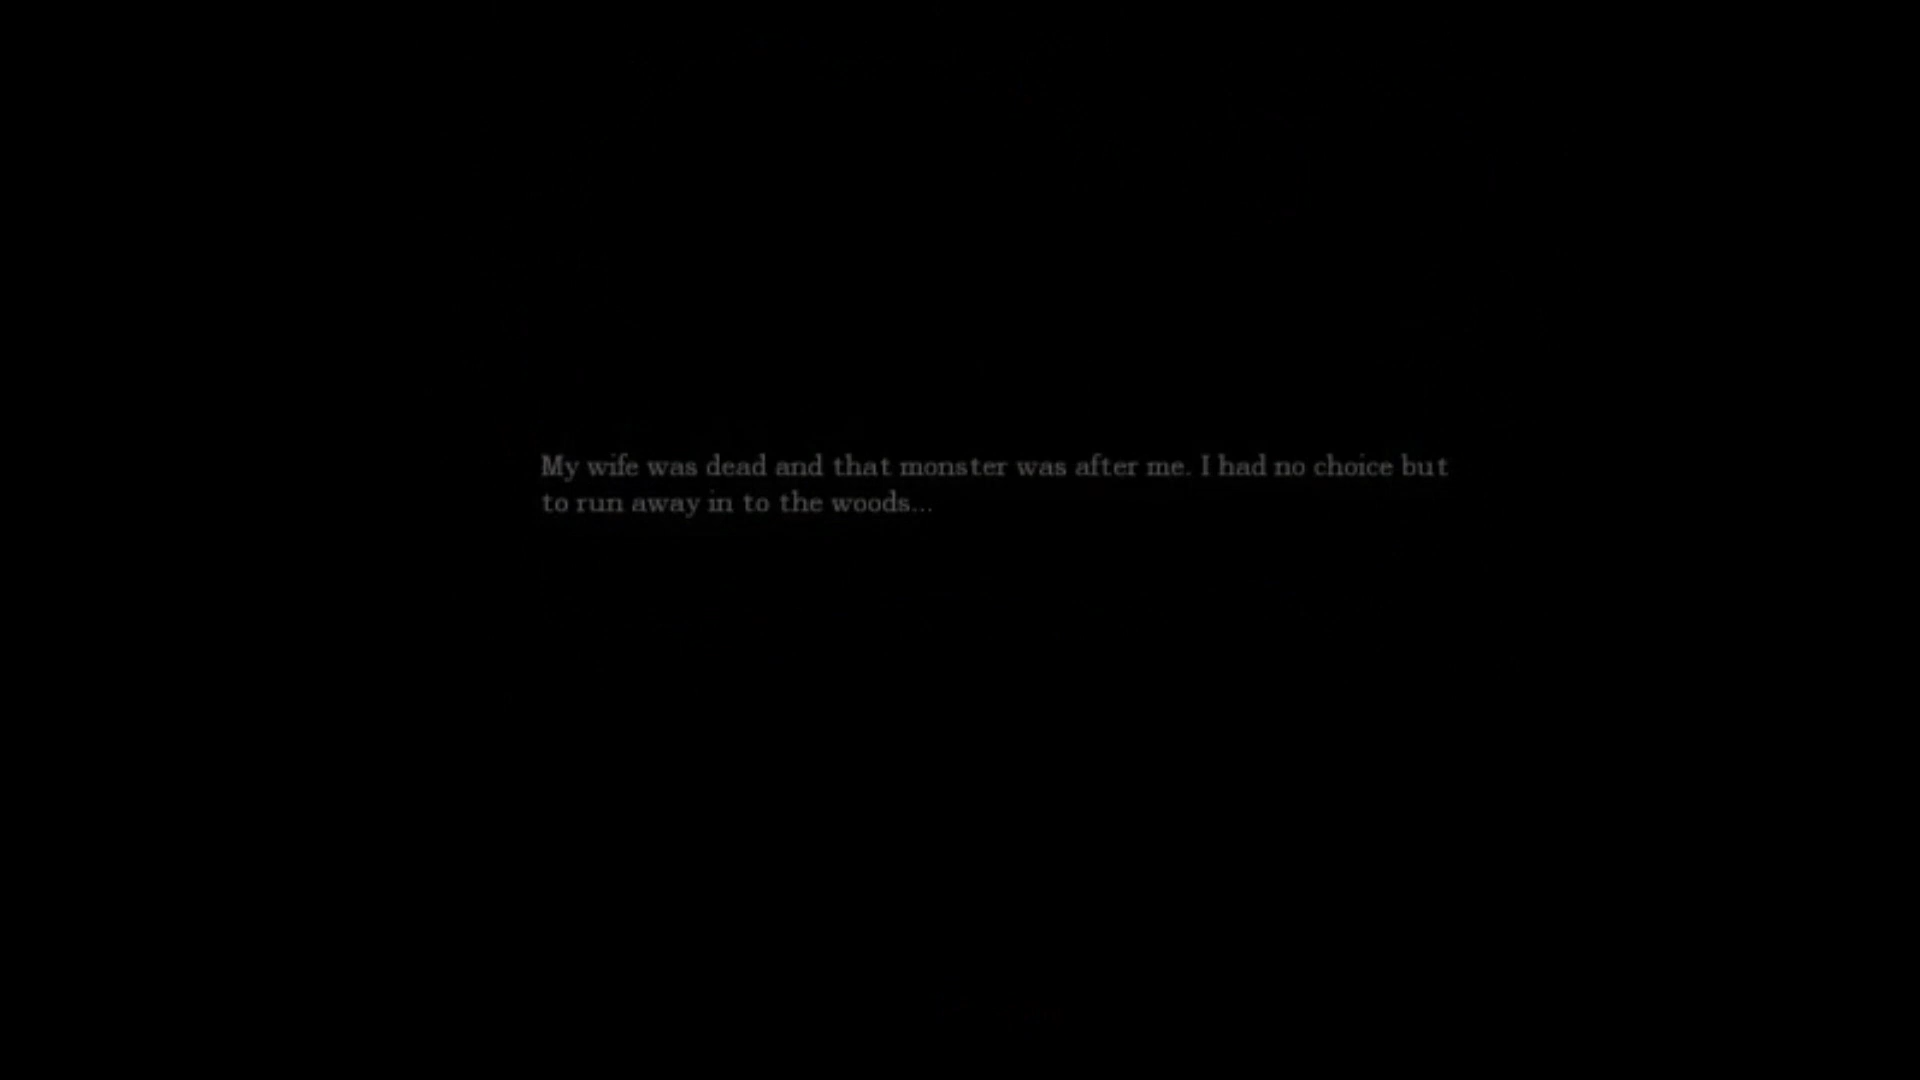 My wife was dead and that monster was after me. I had no choice but
to run away in to the woods...